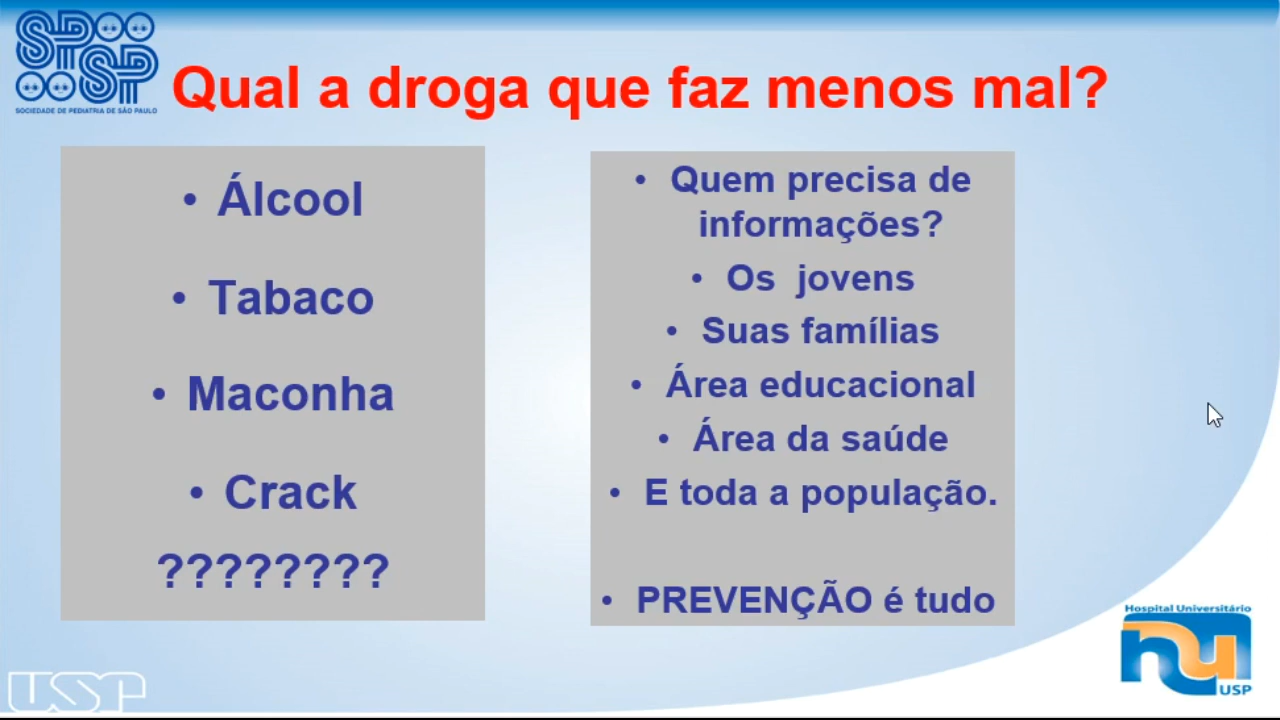 SPSP
SOCIEDADE DE PEDIATRIA DE SÃO PAULO
Qual a droga que faz menos mal?
• Álcool
• Tabaco
• Maconha
• Crack
????????
• Quem precisa de
informações?
• Os jovens
• Suas famílias
• Área educacional
• Área da saúde
• E toda a população.
• PREVENÇÃO é tudo
Hospital Universitário
hu
USP
USP